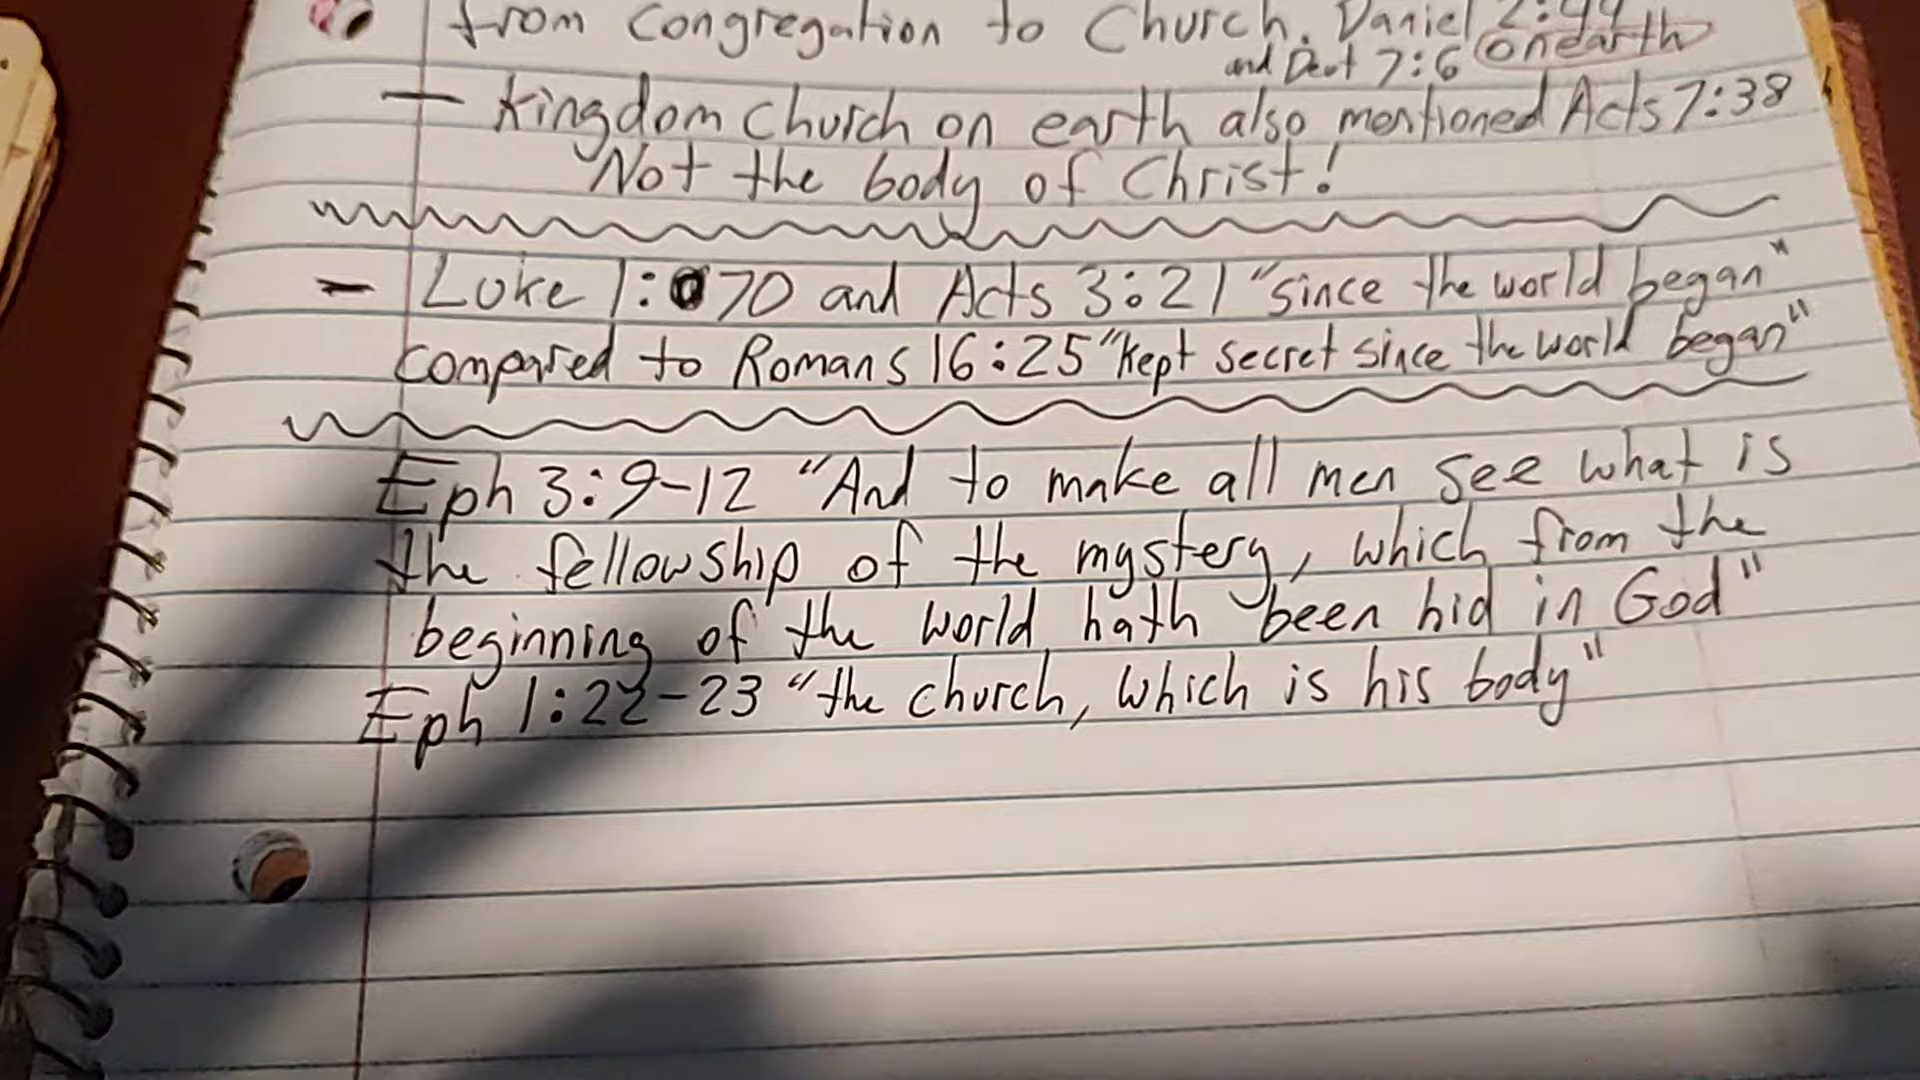 from Congregation to Church. Daniel 2:44
and Deut 7:6 on earth
— Kingdom Church on earth also mentioned Acts 7:38
Not the body of Christ!
- Luke 1:70 and Acts 3:21 "since the world began"
compared to Romans 16:25 "kept secret since the world began"
Eph 3:9-12 "And to make all men see what is
the fellowship of the mystery, which from the
beginning of the world hath been hid in God"
Eph 1:22-23 "the church, which is his body"